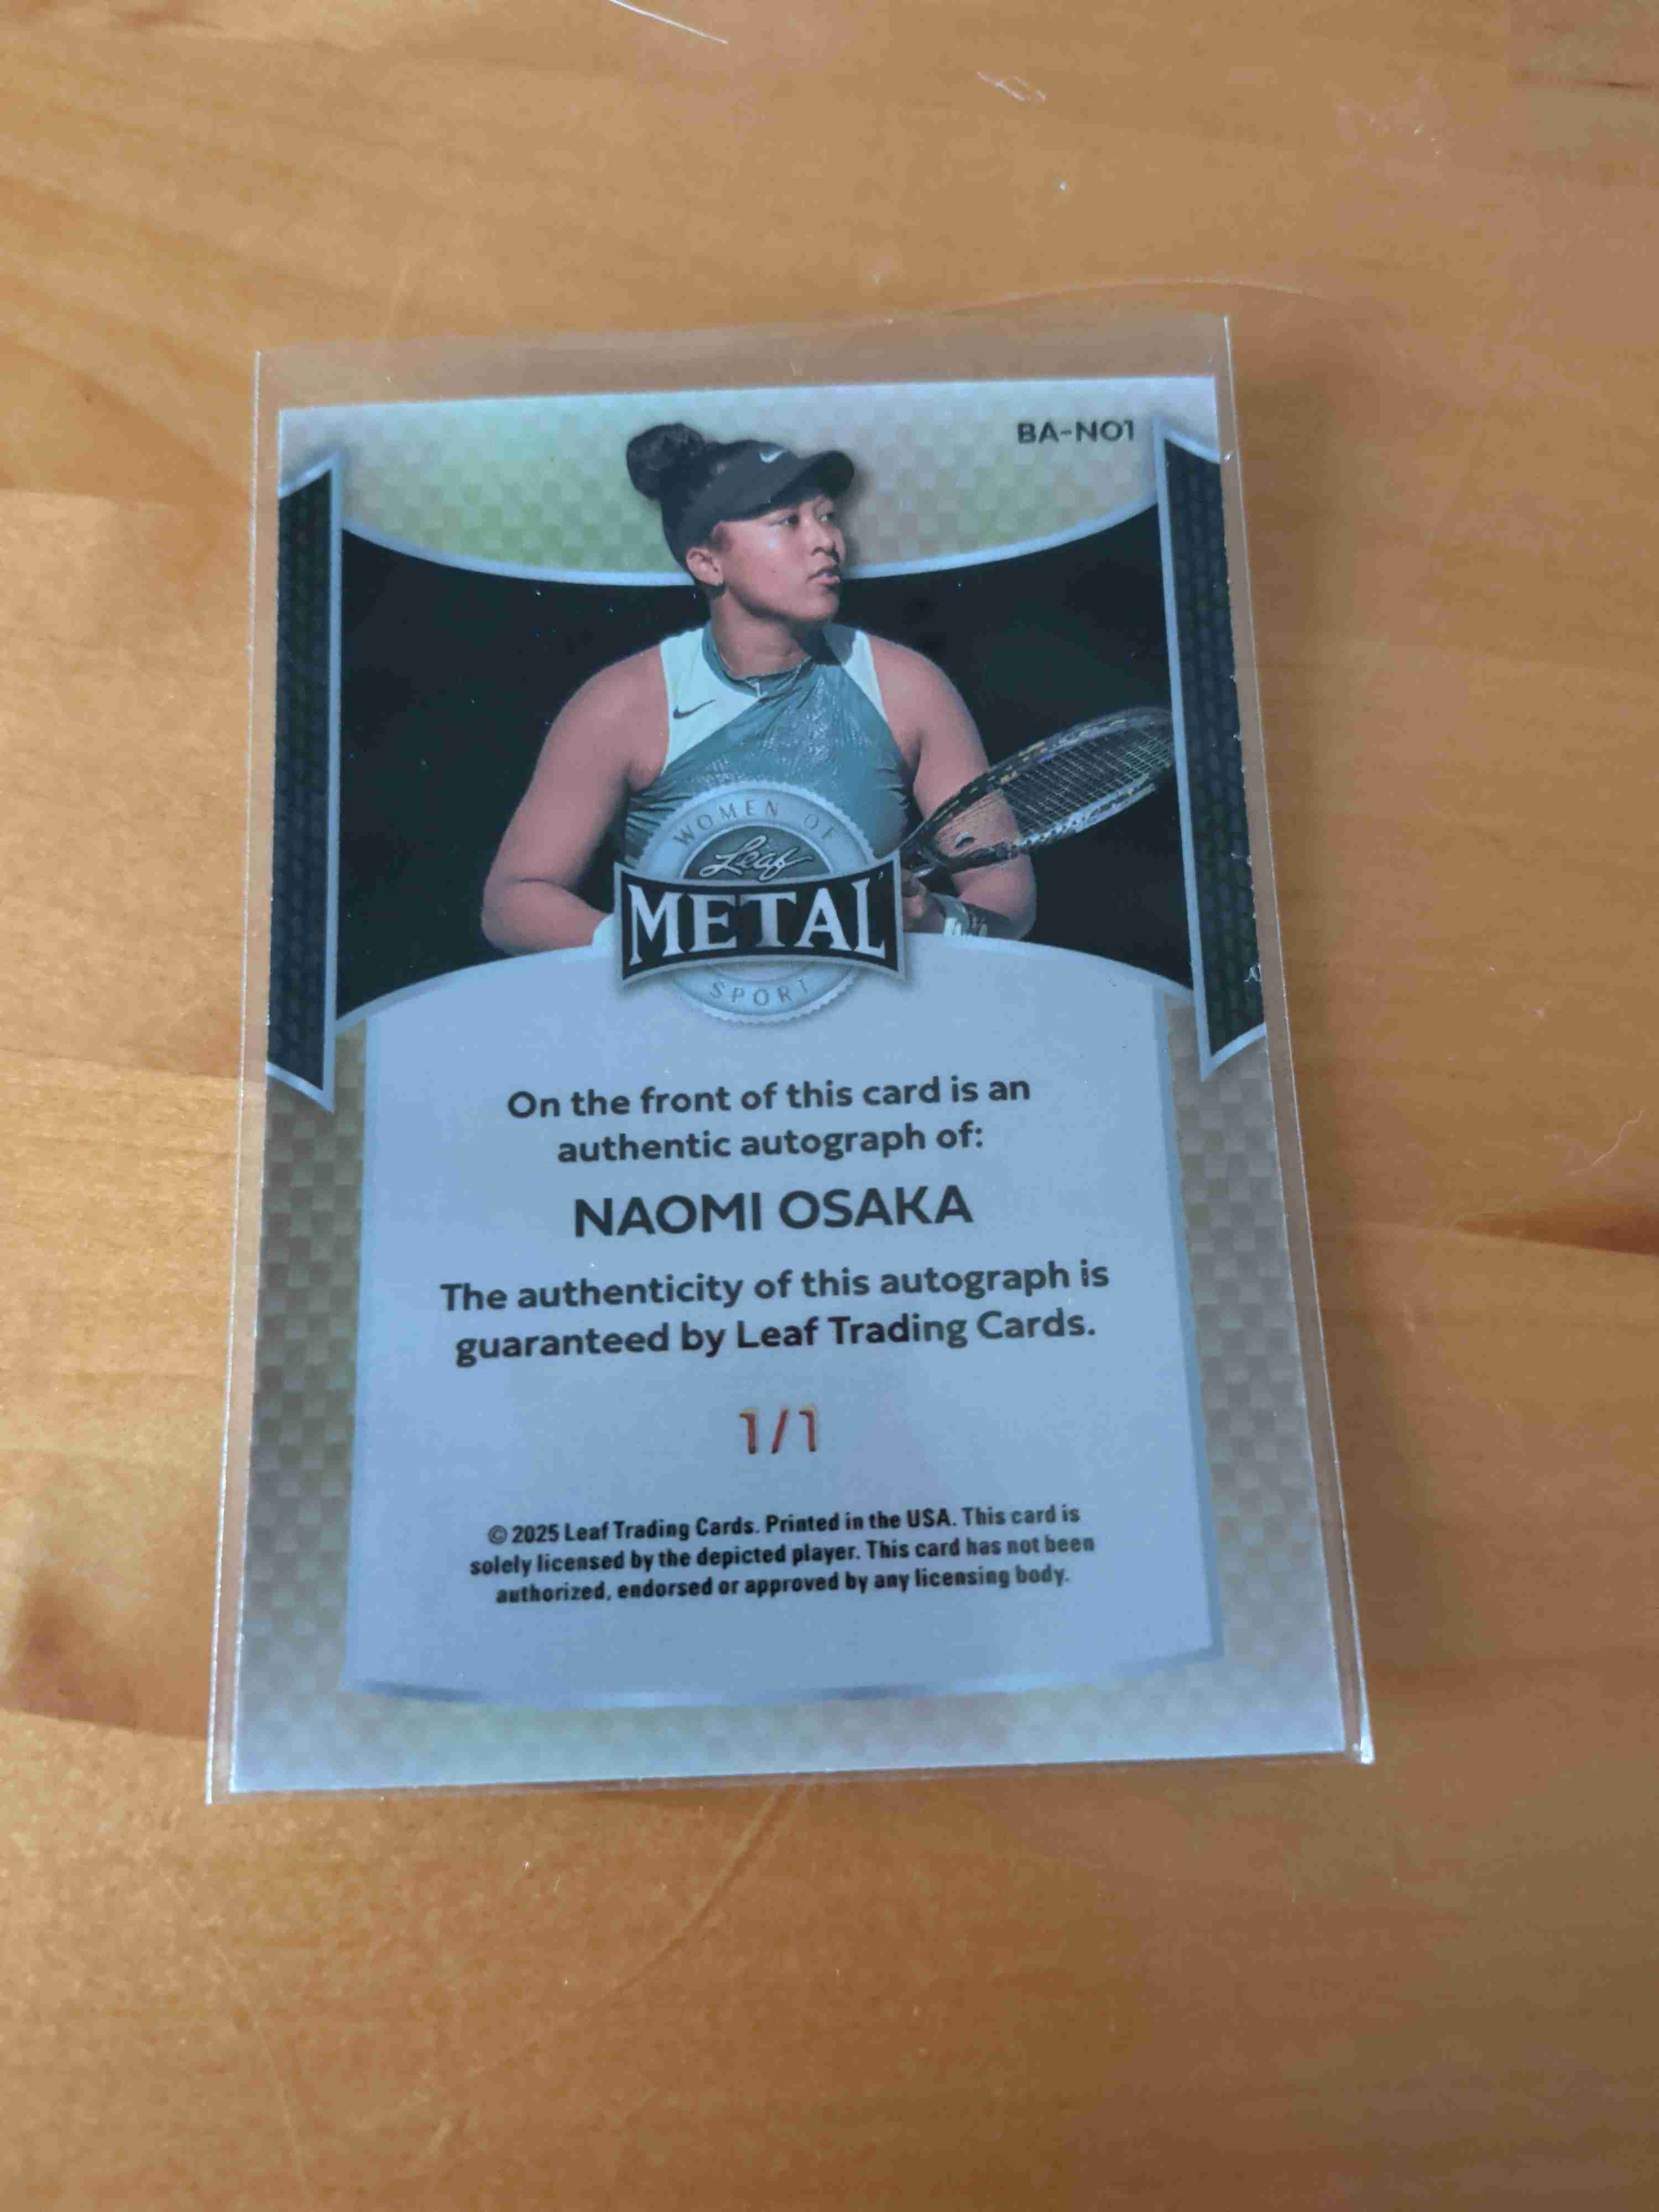 BA-NO1
WOMEN OF
Leaf
METAL
SPORT
On the front of this card is an
authentic autograph of:
NAOMI OSAKA
The authenticity of this autograph is
guaranteed by Leaf Trading Cards.
1/1
© 2025 Leaf Trading Cards. Printed in the USA. This card is
solely licensed by the depicted player. This card has not been
authorized, endorsed or approved by any licensing body.